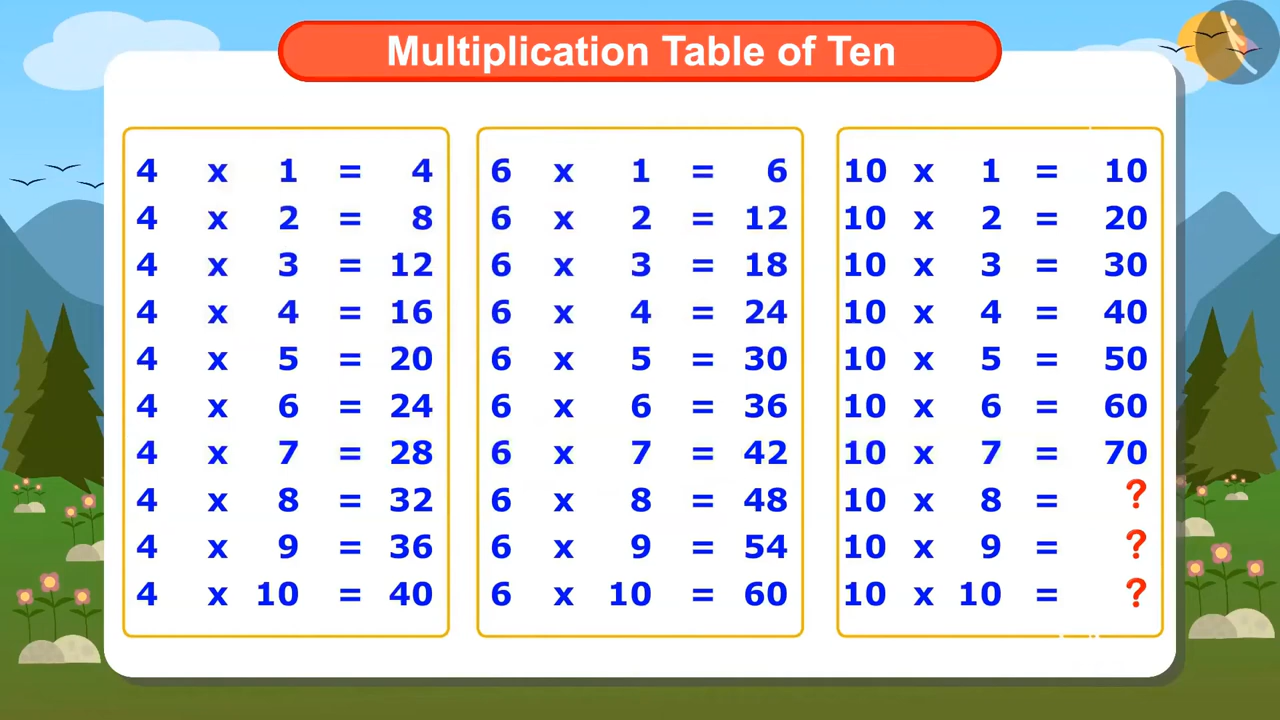 Multiplication Table of Ten
4 x 1 = 4
4 x 2 = 8
4 x 3 = 12
4 x 4 = 16
4 x 5 = 20
4 x 6 = 24
4 x 7 = 28
4 x 8 = 32
4 x 9 = 36
4 x 10 = 40
6 x 1 = 6
6 x 2 = 12
6 x 3 = 18
6 x 4 = 24
6 x 5 = 30
6 x 6 = 36
6 x 7 = 42
6 x 8 = 48
6 x 9 = 54
6 x 10 = 60
10 x 1 = 10
10 x 2 = 20
10 x 3 = 30
10 x 4 = 40
10 x 5 = 50
10 x 6 = 60
10 x 7 = 70
10 x 8 = ?
10 x 9 = ?
10 x 10 = ?